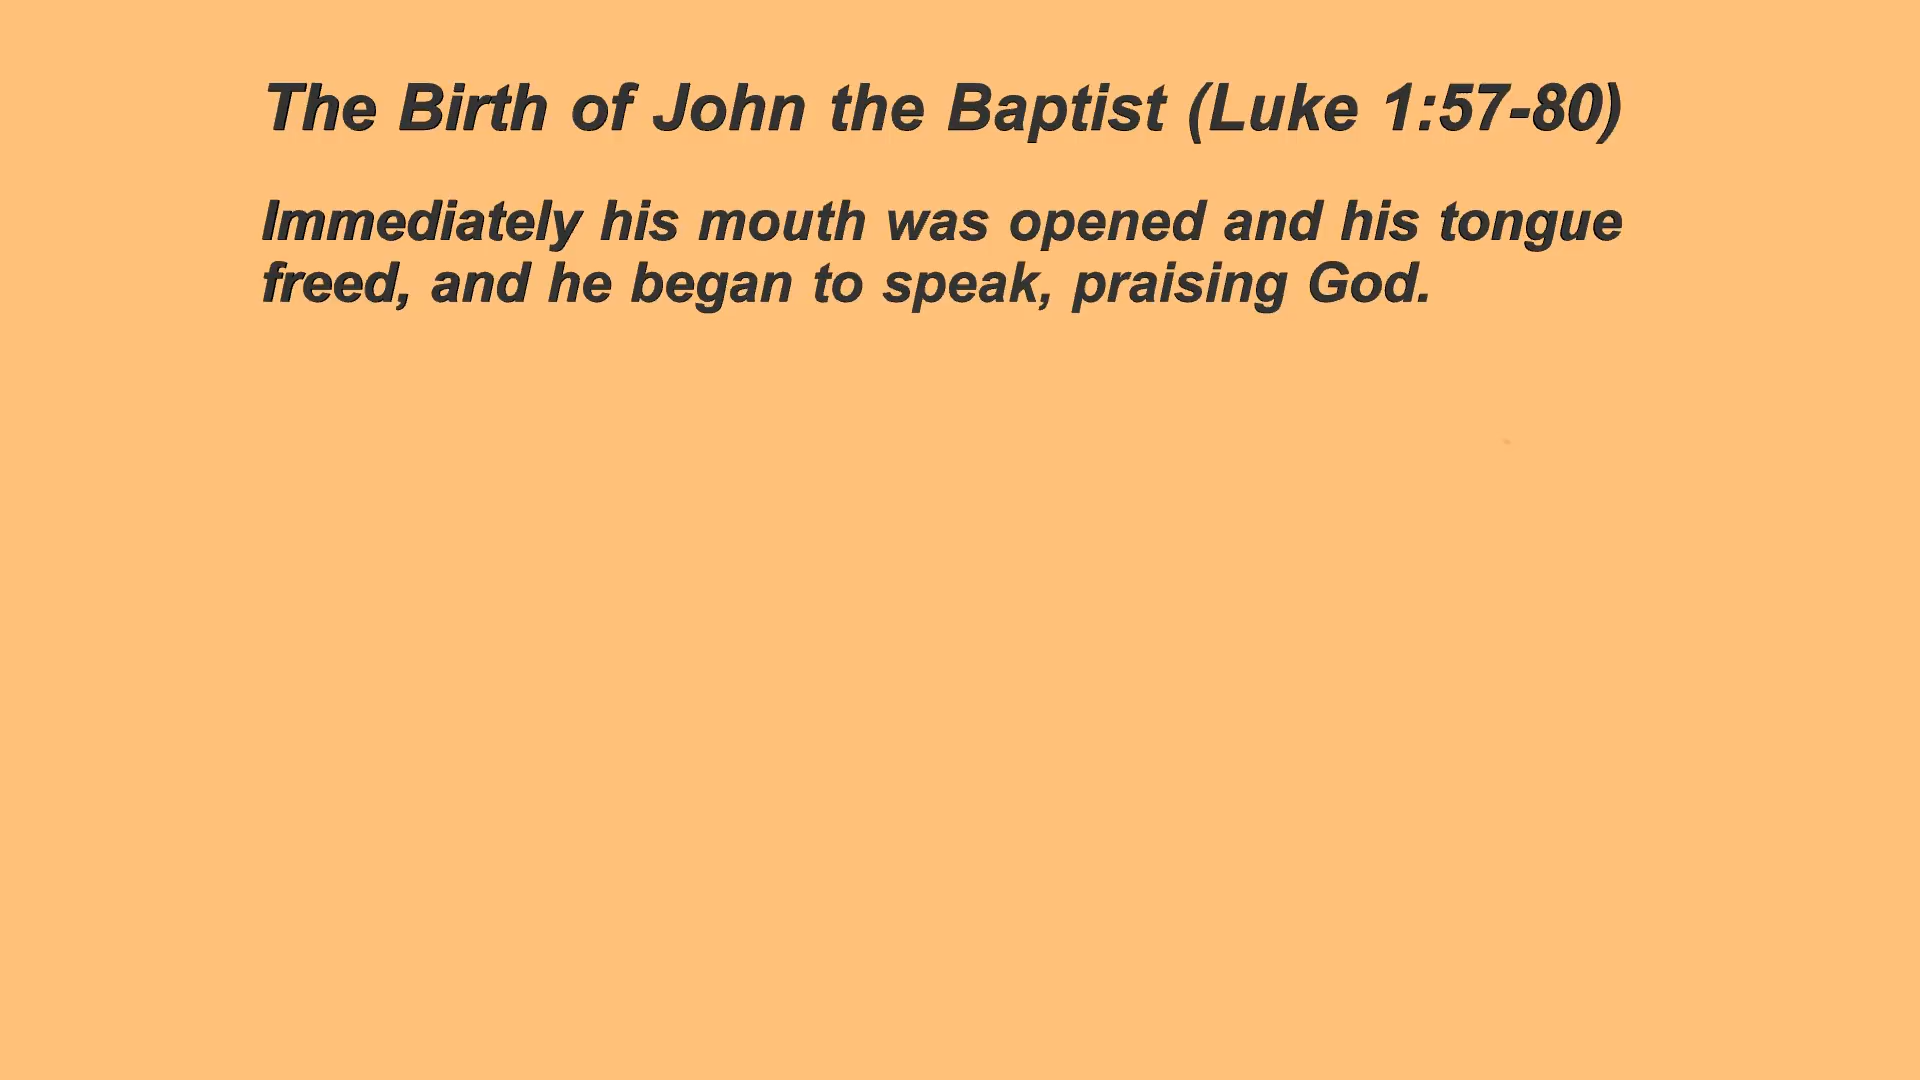 The Birth of John the Baptist (Luke 1:57-80)
Immediately his mouth was opened and his tongue
freed, and he began to speak, praising God.